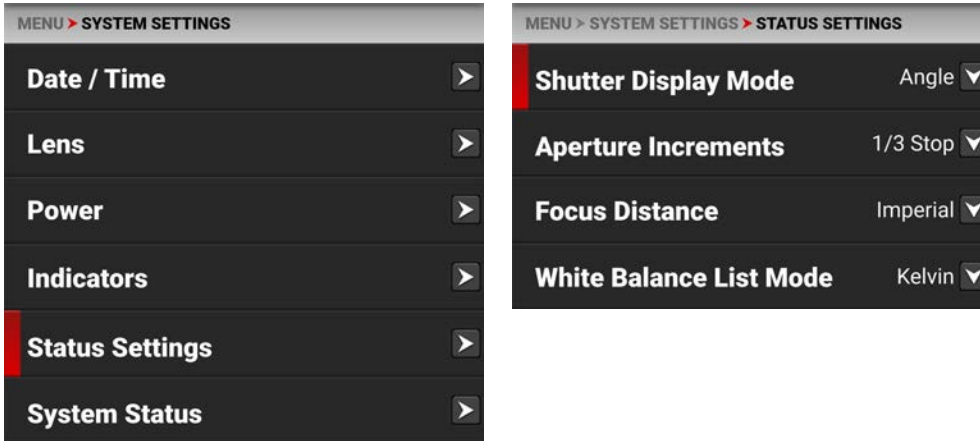 MENU > SYSTEM SETTINGS
Date / Time
Lens
Power
Indicators
Status Settings
System Status
MENU > SYSTEM SETTINGS > STATUS SETTINGS
Shutter Display Mode Angle
Aperture Increments 1/3 Stop
Focus Distance Imperial
White Balance List Mode Kelvin